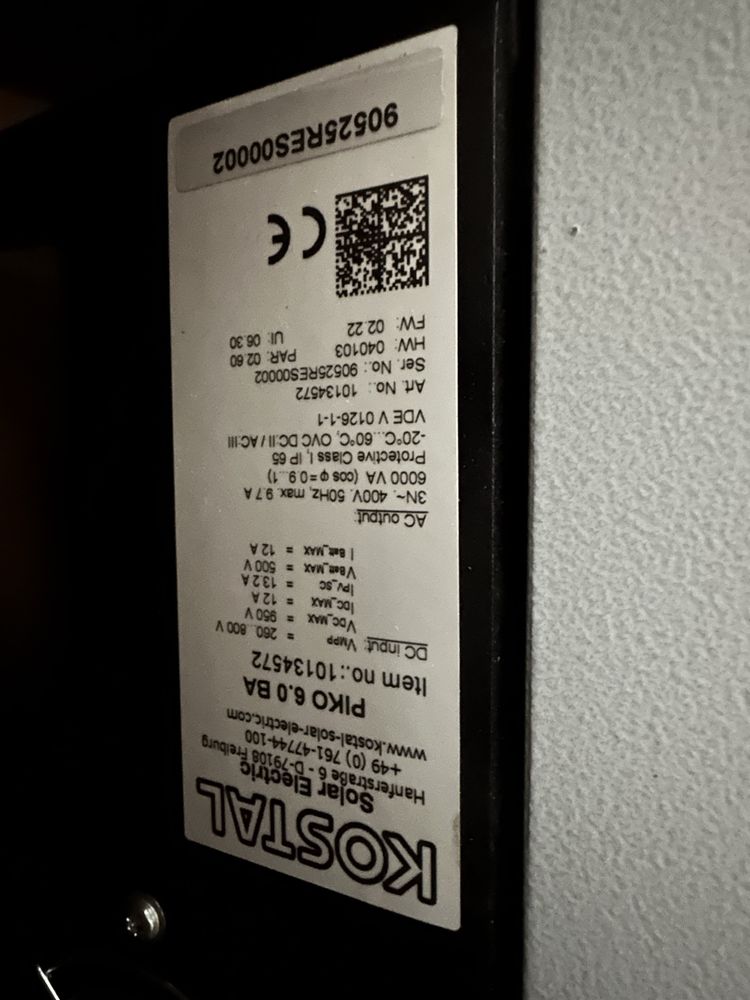 KOSTAL
Solar Electric
Hanferstraße 6 - D-79108 Freiburg
+49 (0) 761-47744-100
www.kostal-solar-electric.com
PIKO 6.0 BA
Item no.:10134572
DC input: VMPP = 260...800 V
VDC_MAX = 950 V
IDC_MAX = 12 A
IPV_SC = 13.2 A
VBatt_MAX = 500 V
I Batt_MAX = 12 A
AC output:
3N~, 400V, 50Hz, max. 9.7 A
6000 VA (cos φ=0.9...1)
Protective Class I, IP 65
-20°C...60°C, OVC DC:II / AC:III
VDE V 0126-1-1
Art. No.: 10134572
Ser. No.: 90525RES00002
HW: 040103 PAR: 02.60
FW: 02.22 UI: 06.30
CE
90525RES00002